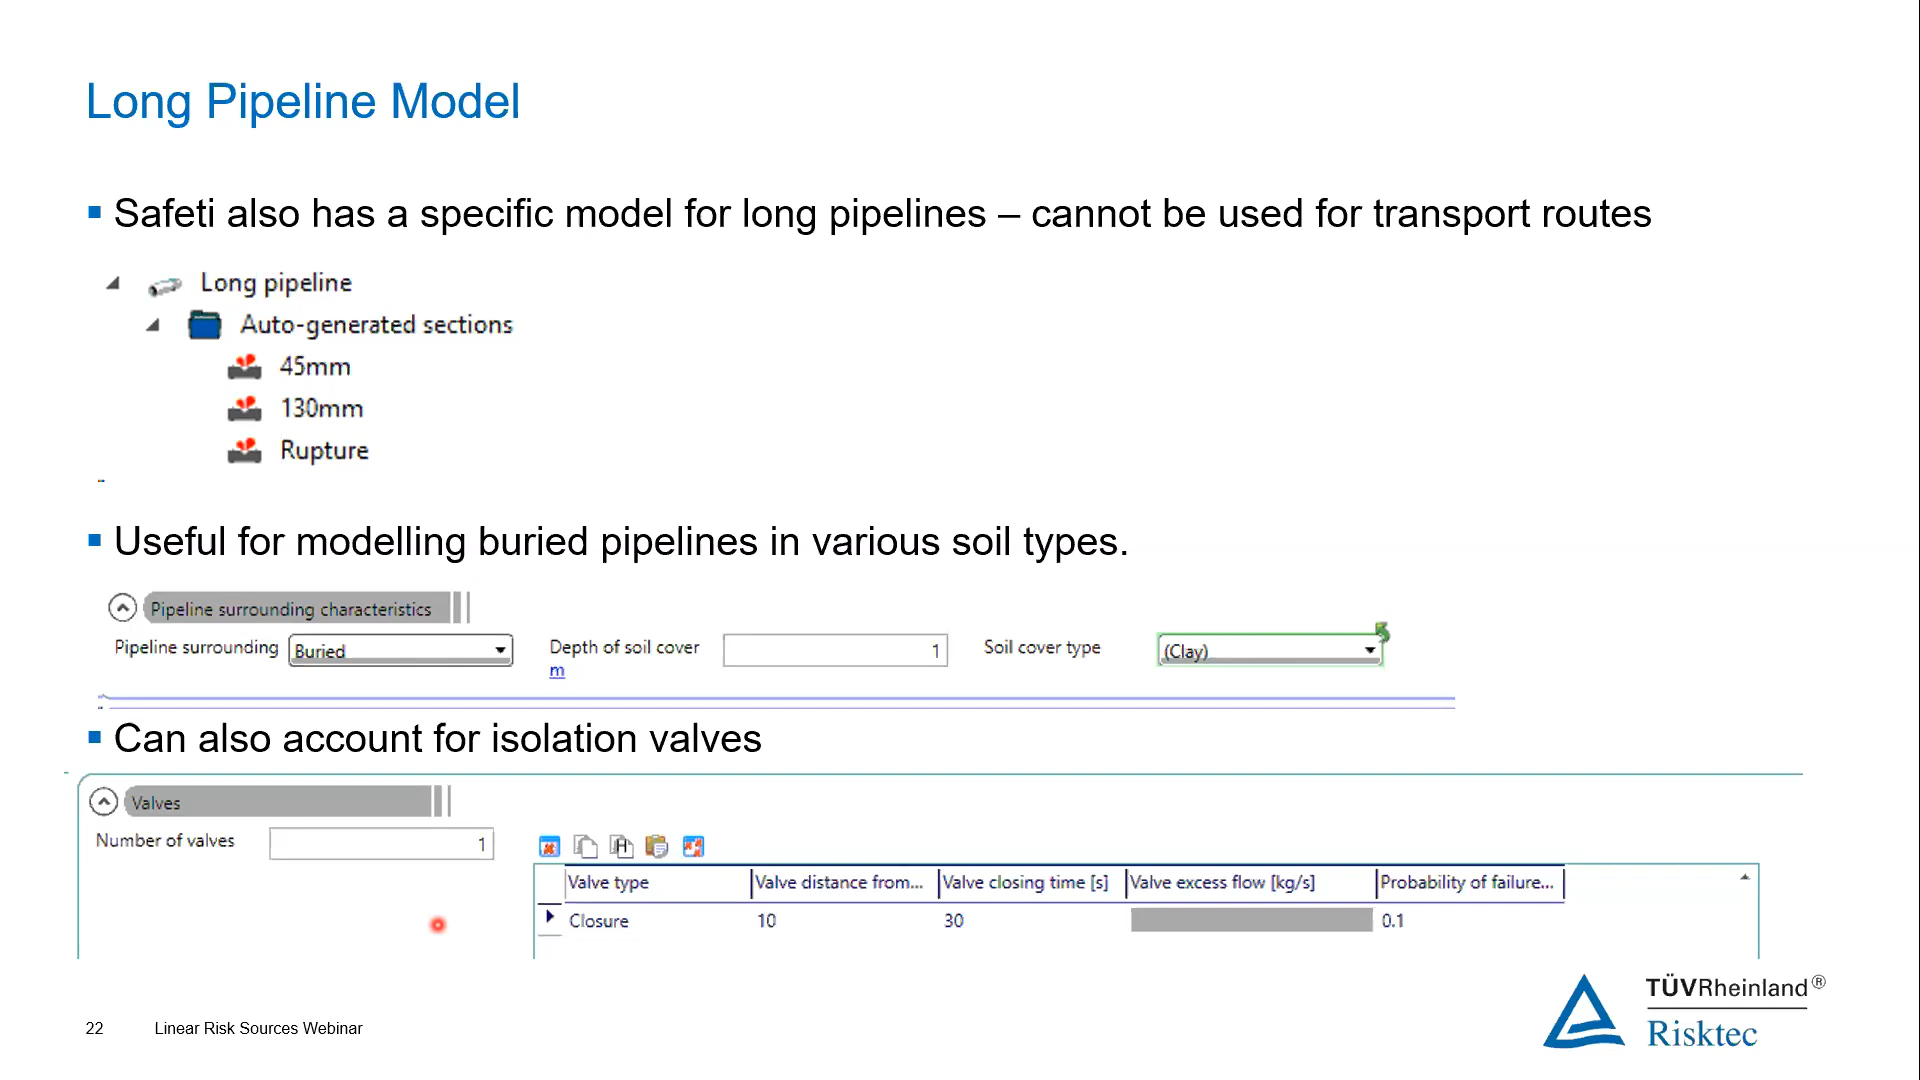 Long Pipeline Model
▪ Safeti also has a specific model for long pipelines – cannot be used for transport routes
Long pipeline
Auto-generated sections
45mm
130mm
Rupture
▪ Useful for modelling buried pipelines in various soil types.
Pipeline surrounding characteristics
Pipeline surrounding Buried Depth of soil cover 1 Soil cover type (Clay)
m
▪ Can also account for isolation valves
Valves
Number of valves 1
Valve type Valve distance from... Valve closing time [s] Valve excess flow [kg/s] Probability of failure...
Closure 10 30 0.1
TÜVRheinland®
Risktec
22 Linear Risk Sources Webinar